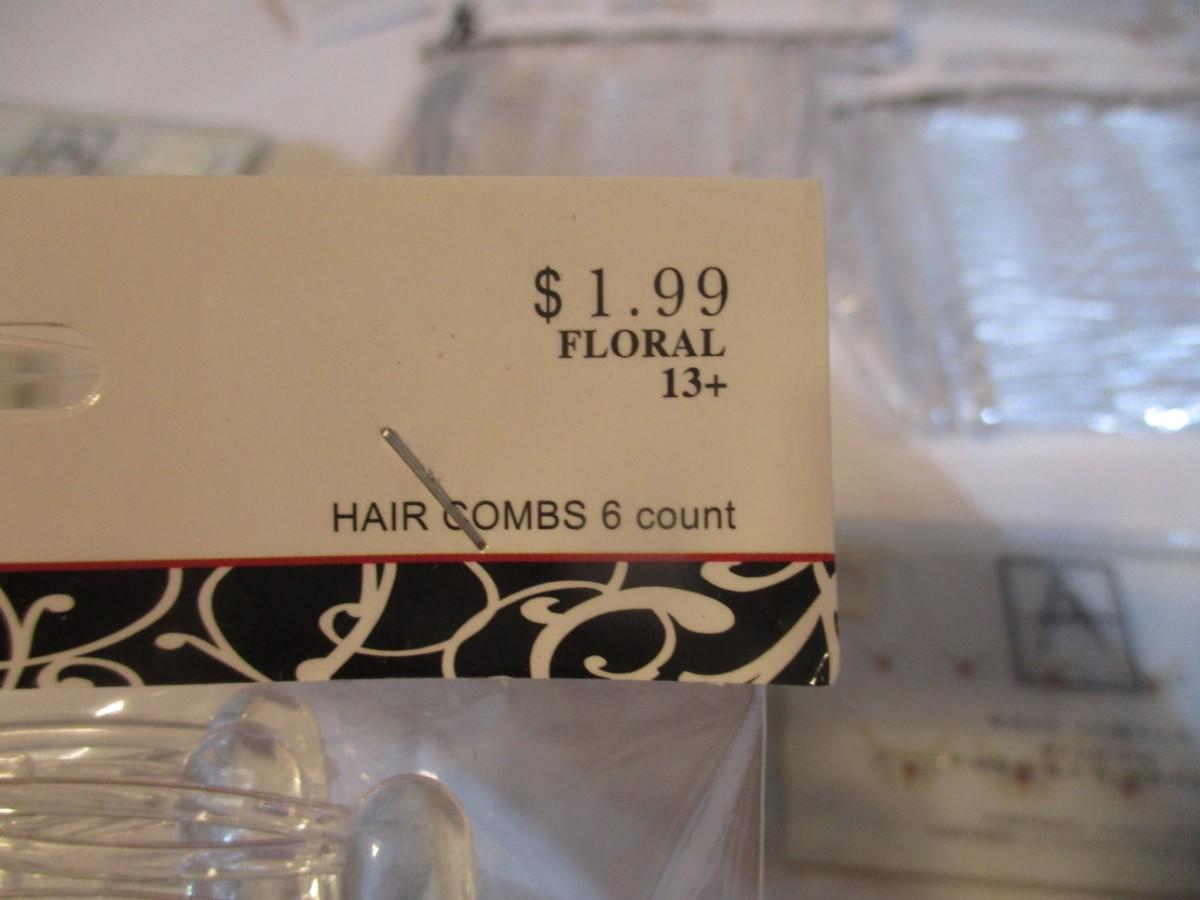 $1.99
FLORAL
13+
HAIR COMBS 6 count
A